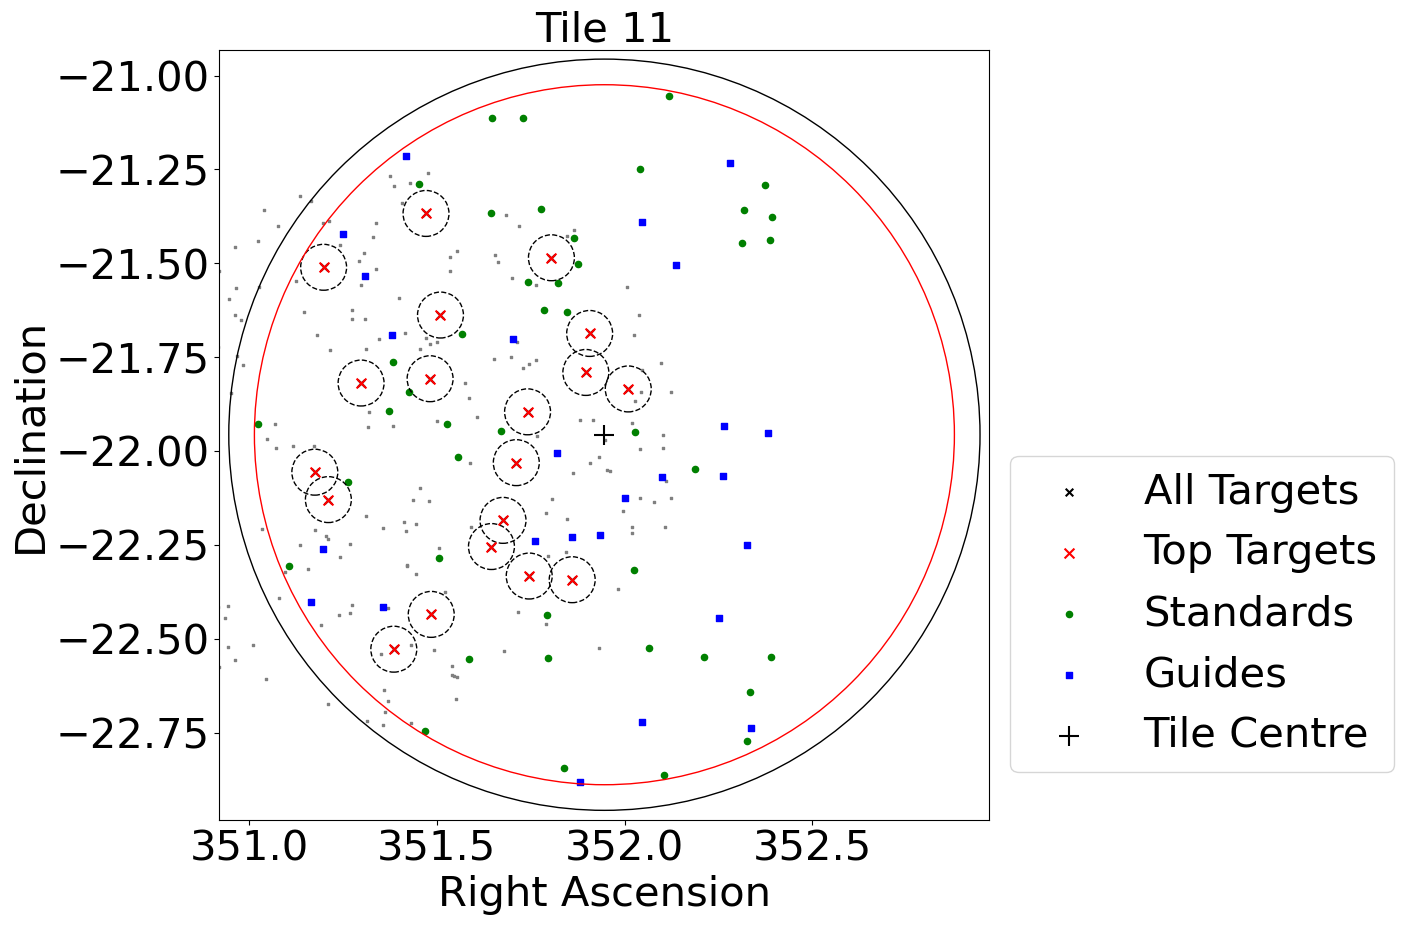 Tile 11
−21.00
−21.25
−21.50
−21.75
−22.00
−22.25
−22.50
−22.75
Declination
351.0 351.5 352.0 352.5
Right Ascension
All Targets
Top Targets
Standards
Guides
Tile Centre